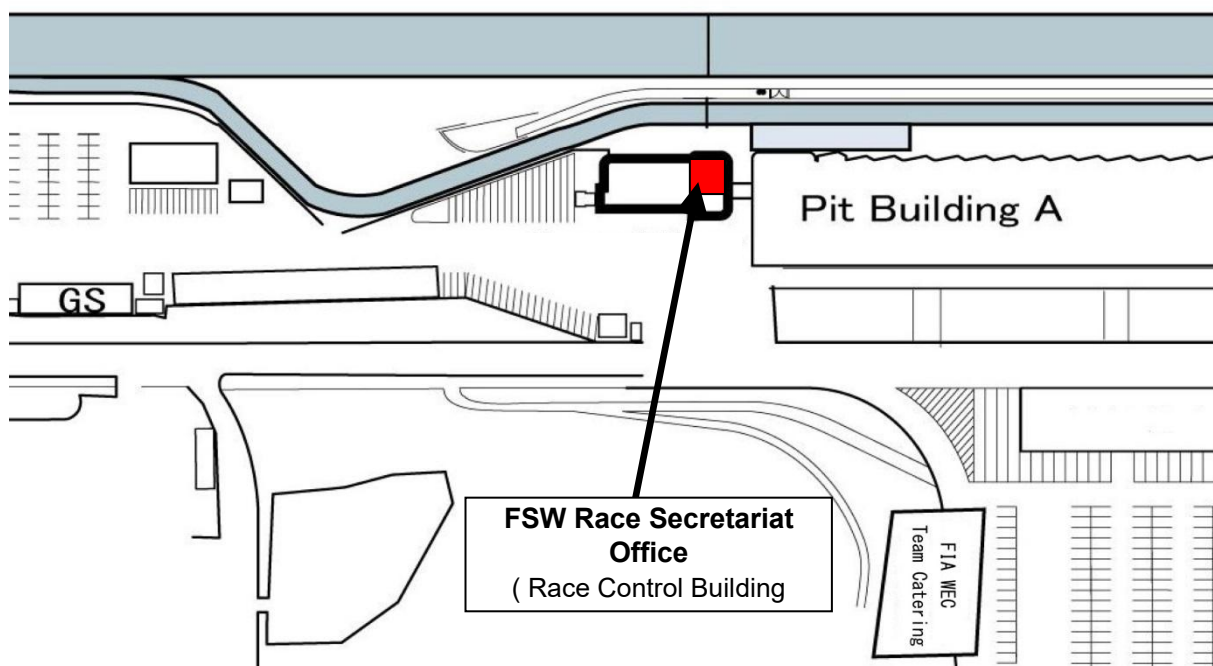 Pit Building A
GS
FSW Race Secretariat
Office
( Race Control Building
FIA WEC
Team Catering